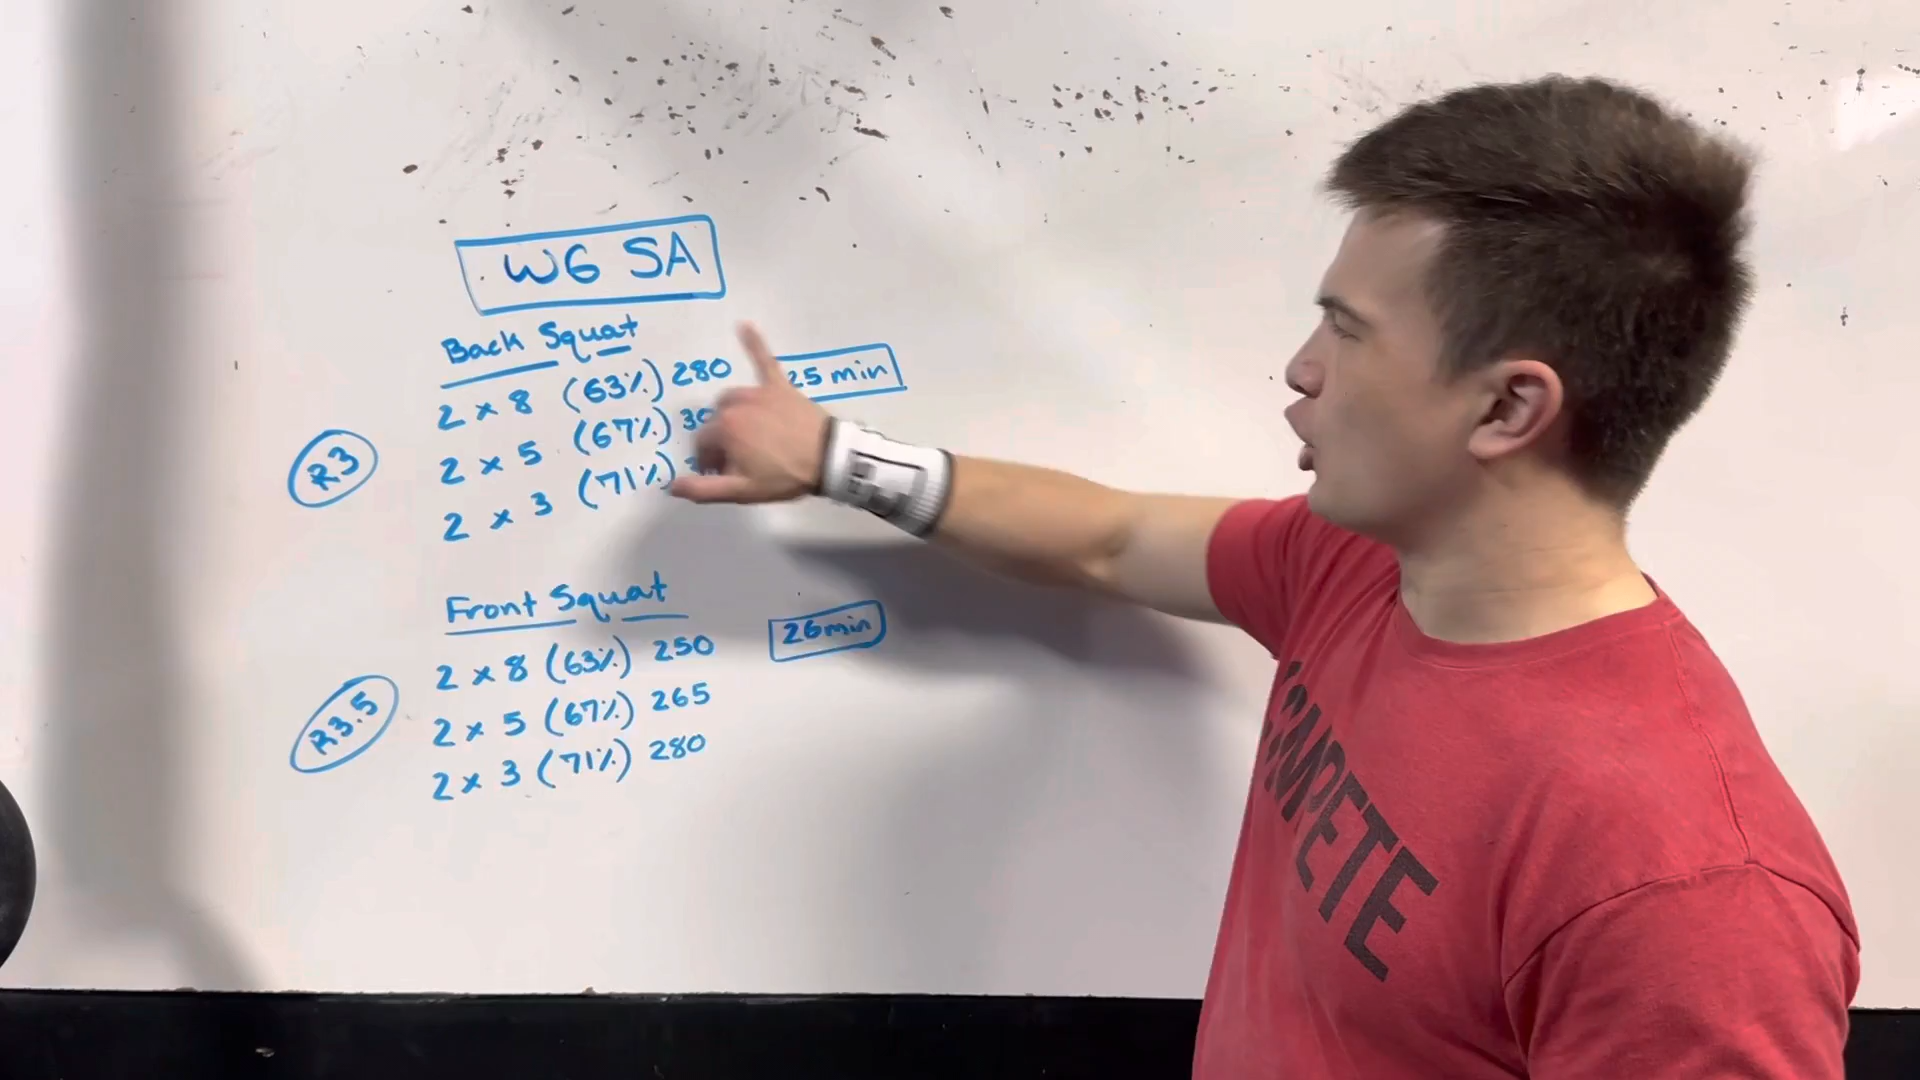 W6 SA
Back Squat
2 x 8 (63%) 280
25 min
2 x 5 (67%)
R3
2 x 3 (71%)
Front Squat
26min
2 x 8 (63%) 250
R3.5
2 x 5 (67%) 265
2 x 3 (71%) 280
COMPETE